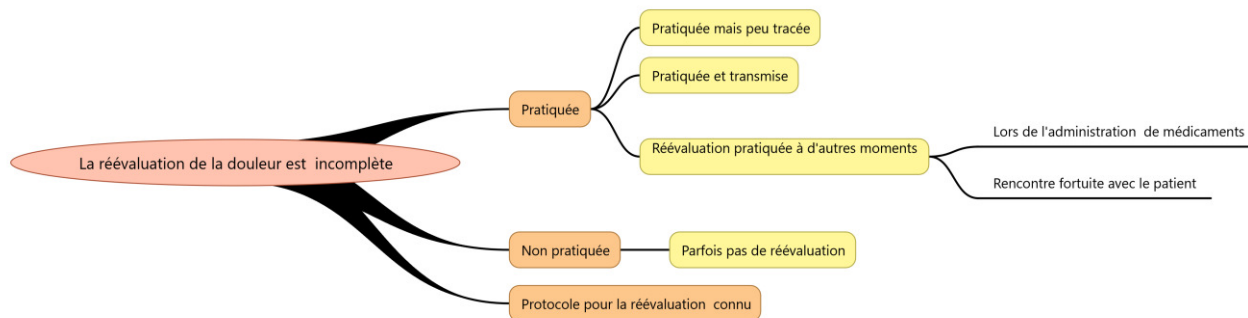 La réévaluation de la douleur est incomplète
Pratiquée
Pratiquée mais peu tracée
Pratiquée et transmise
Réévaluation pratiquée à d'autres moments
Lors de l'administration de médicaments
Rencontre fortuite avec le patient
Non pratiquée
Parfois pas de réévaluation
Protocole pour la réévaluation connu